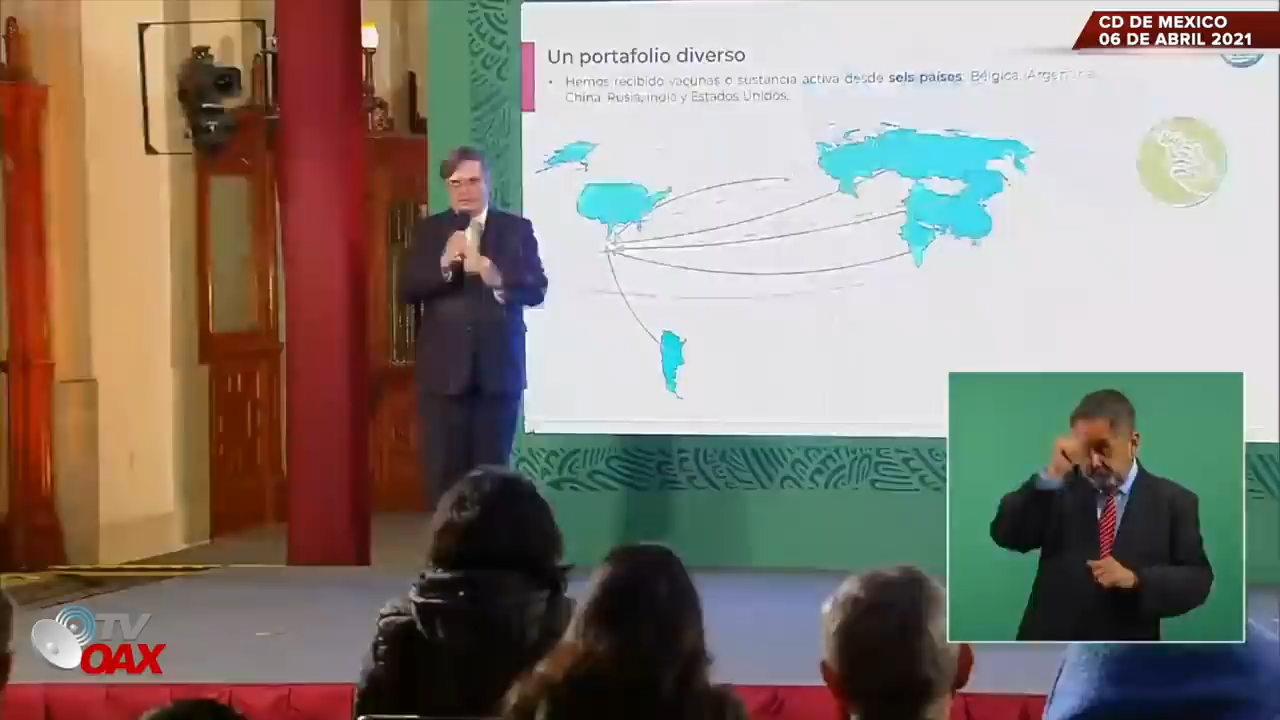 CD DE MEXICO
06 DE ABRIL 2021
Un portafolio diverso
• Hemos recibido vacunas o sustancia activa desde seis países: Bélgica, Argentina,
China, Rusia, India y Estados Unidos.
TV
OAX